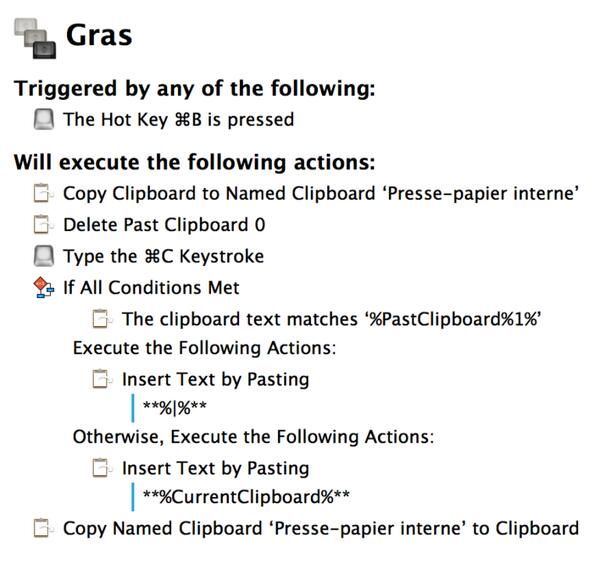 Gras
Triggered by any of the following:
The Hot Key ⌘B is pressed
Will execute the following actions:
Copy Clipboard to Named Clipboard ‘Presse-papier interne’
Delete Past Clipboard 0
Type the ⌘C Keystroke
If All Conditions Met
The clipboard text matches ‘%PastClipboard%1%’
Execute the Following Actions:
Insert Text by Pasting
**%|%**
Otherwise, Execute the Following Actions:
Insert Text by Pasting
**%CurrentClipboard%**
Copy Named Clipboard ‘Presse-papier interne’ to Clipboard